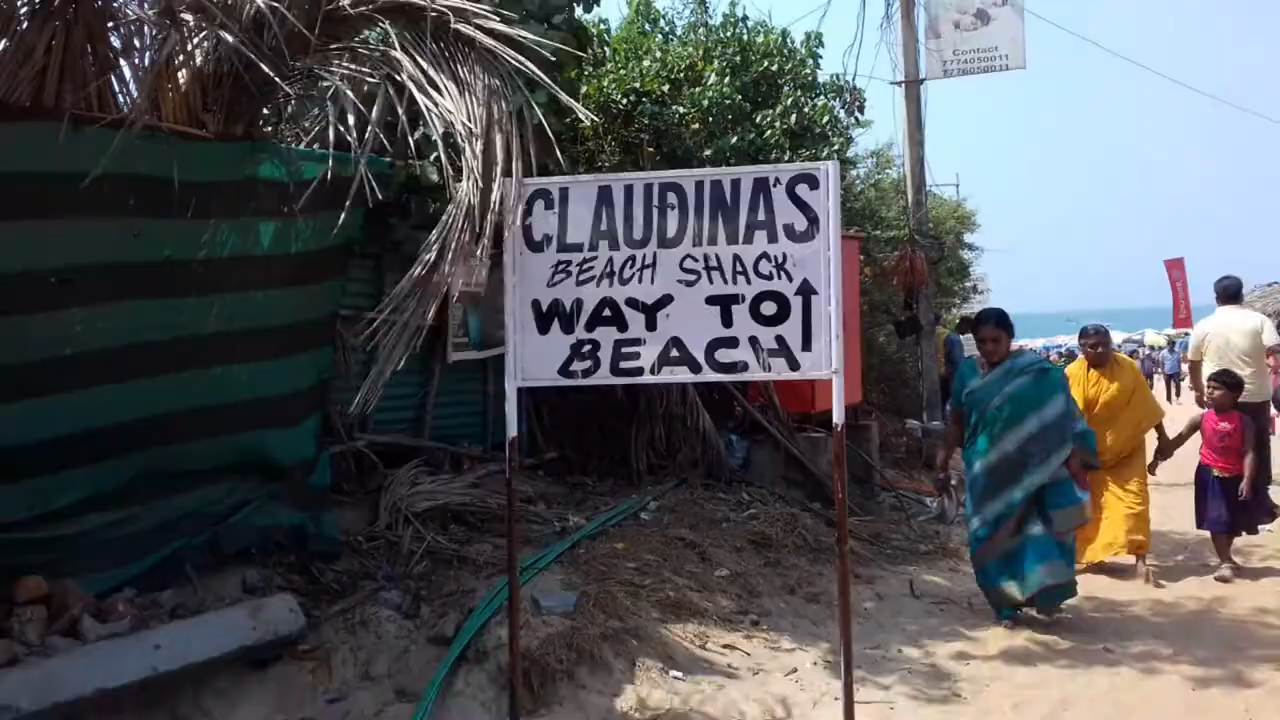 Contact
7774050011
7776050011
CLAUDINA'S
BEACH SHACK
WAY TO ↑
BEACH